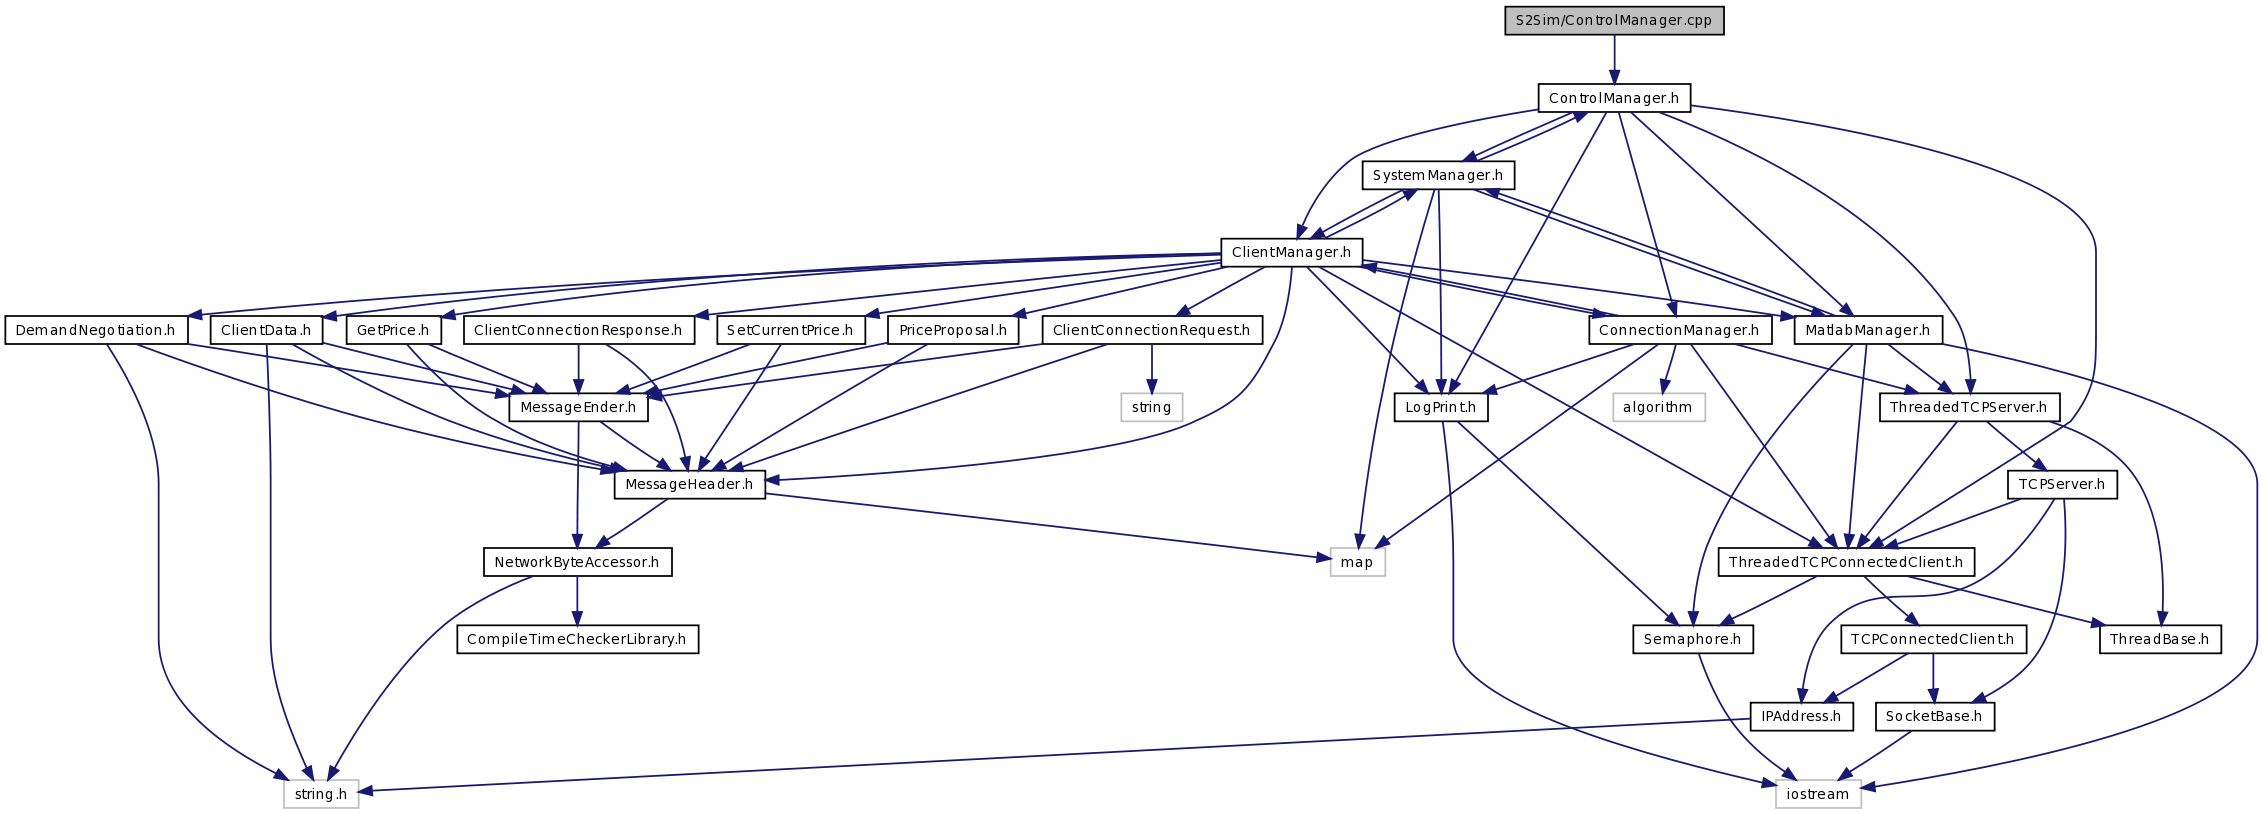 S2Sim/ControlManager.cpp
ControlManager.h
SystemManager.h
ClientManager.h
DemandNegotiation.h
ClientData.h
GetPrice.h
ClientConnectionResponse.h
SetCurrentPrice.h
PriceProposal.h
ClientConnectionRequest.h
ConnectionManager.h
MatlabManager.h
MessageEnder.h
string
LogPrint.h
algorithm
ThreadedTCPServer.h
MessageHeader.h
TCPServer.h
NetworkByteAccessor.h
map
ThreadedTCPConnectedClient.h
CompileTimeCheckerLibrary.h
Semaphore.h
TCPConnectedClient.h
ThreadBase.h
IPAddress.h
SocketBase.h
string.h
iostream